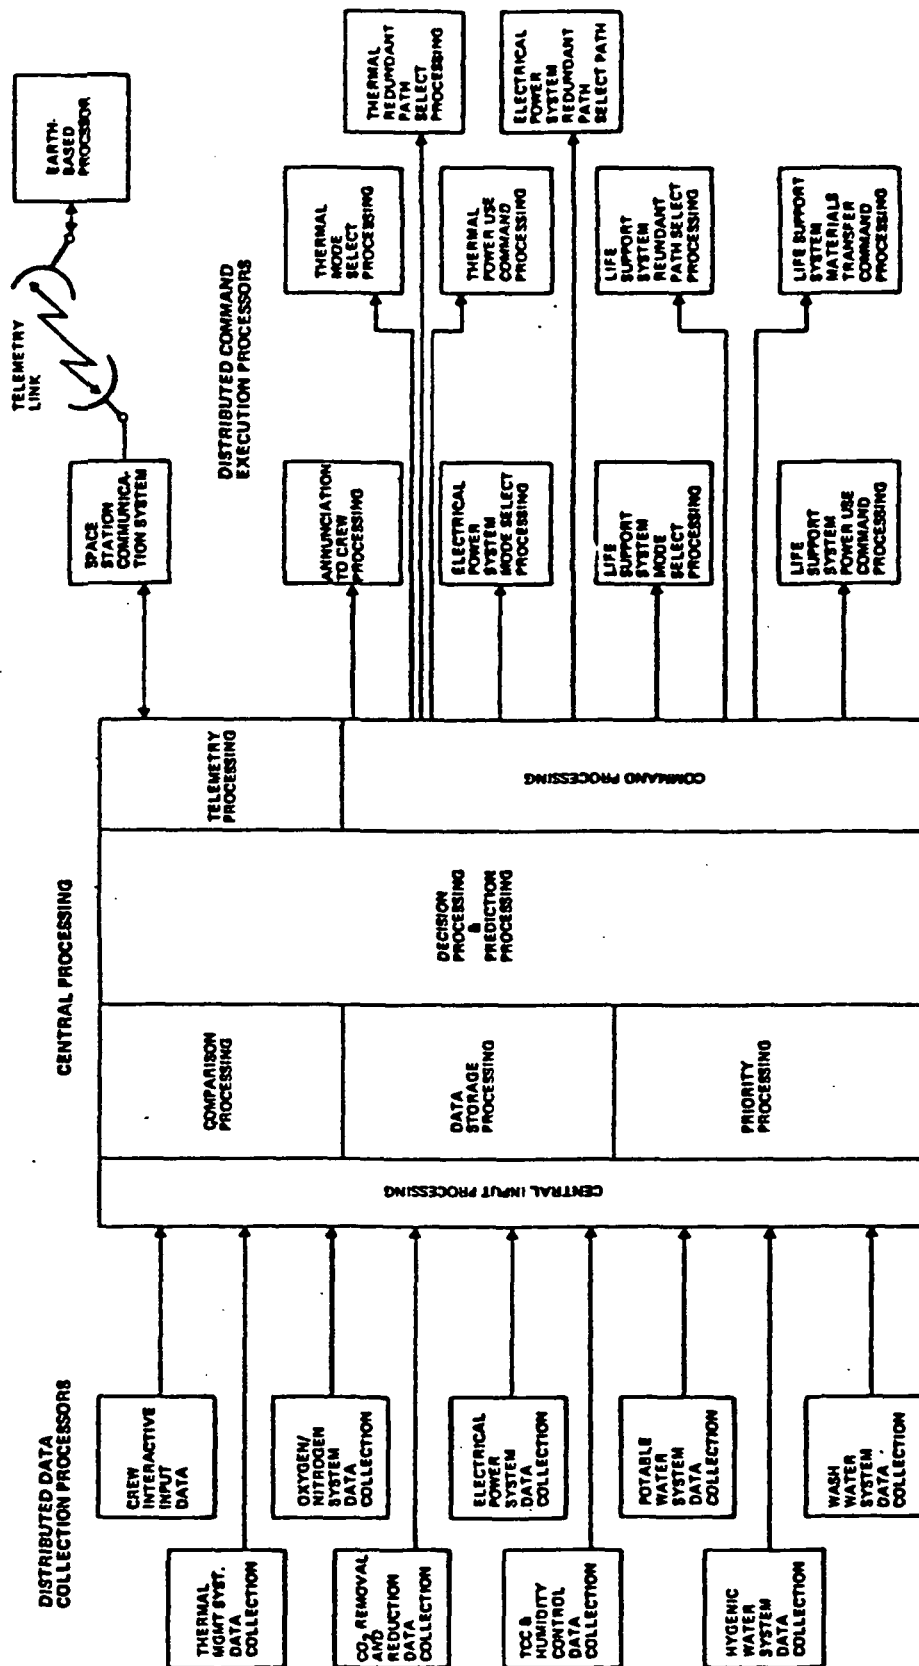 DISTRIBUTED DATA
COLLECTION PROCESSORS
CREW
INTERACTIVE
INPUT
DATA
THERMAL
MGMT SYST.
DATA
COLLECTION
OXYGEN/
NITROGEN
SYSTEM
DATA
COLLECTION
CO2 REMOVAL
AND
REDUCTION
DATA
COLLECTION
ELECTRICAL
POWER
SYSTEM
DATA
COLLECTION
TCC &
HUMIDITY
CONTROL
DATA
COLLECTION
POTABLE
WATER
SYSTEM
DATA
COLLECTION
HYGENIC
WATER
SYSTEM
DATA
COLLECTION
WASH
WATER
SYSTEM
DATA
COLLECTION
CENTRAL PROCESSING
CENTRAL INPUT PROCESSING
COMPARISON
PROCESSING
DATA
STORAGE
PROCESSING
PRIORITY
PROCESSING
DECISION
PROCESSING
&
PREDICTION
PROCESSING
TELEMETRY
PROCESSING
COMMAND PROCESSING
TELEMETRY
LINK
SPACE
STATION
COMMUNICA-
TION SYSTEM
EARTH-
BASED
PROCSSOR
DISTRIBUTED COMMAND
EXECUTION PROCESSORS
ANNUNCIATION
TO CREW
PROCESSING
THERMAL
MODE
SELECT
PROCESSING
THERMAL
REDUNDANT
PATH
SELECT
PROCESSING
ELECTRICAL
POWER
SYSTEM
MODE SELECT
PROCESSING
THERMAL
POWER USE
COMMAND
PROCESSING
ELECTRICAL
POWER
SYSTEM
REDUNDANT
PATH
SELECT PATH
LIFE
SUPPORT
SYSTEM
MODE
SELECT
PROCESSING
LIFE
SUPPORT
SYSTEM
REUNDANT
PATH SELECT
PROCESSING
LIFE
SUPPORT
SYSTEM
POWER USE
COMMAND
PROCESSING
LIFE SUPPORT
SYSTEM
MATERIALS
TRANSFER
COMMAND
PROCESSING